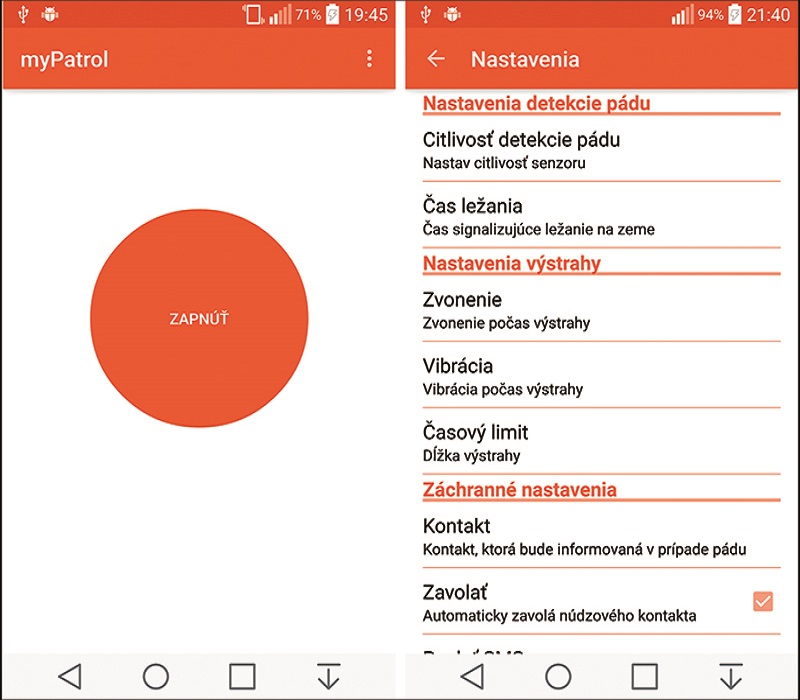 71% 19:45
myPatrol
ZAPNÚŤ
94% 21:40
Nastavenia
Nastavenia detekcie pádu
Citlivosť detekcie pádu
Nastav citlivosť senzoru
Čas ležania
Čas signalizujúce ležanie na zeme
Nastavenia výstrahy
Zvonenie
Zvonenie počas výstrahy
Vibrácia
Vibrácia počas výstrahy
Časový limit
Dĺžka výstrahy
Záchranné nastavenia
Kontakt
Kontakt, ktorá bude informovaná v prípade pádu
Zavolať
Automaticky zavolá núdzového kontakta